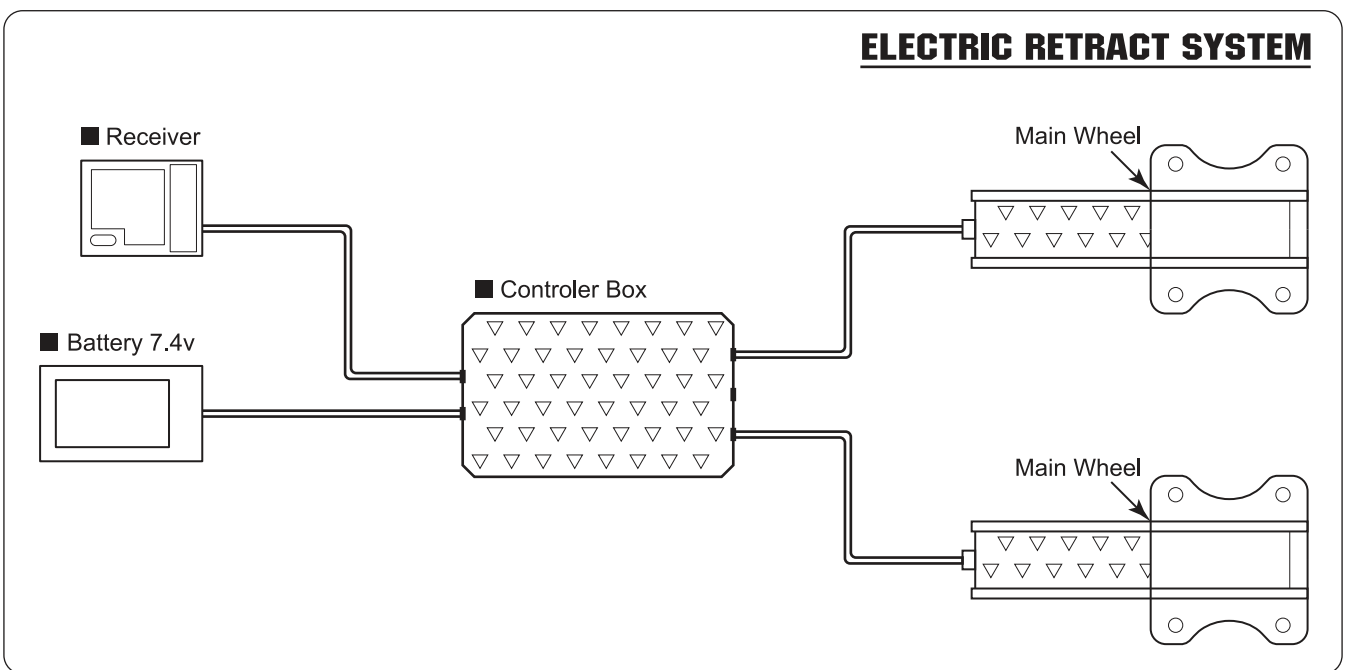 ELECTRIC RETRACT SYSTEM
Receiver
Main Wheel
Controler Box
Battery 7.4v
Main Wheel